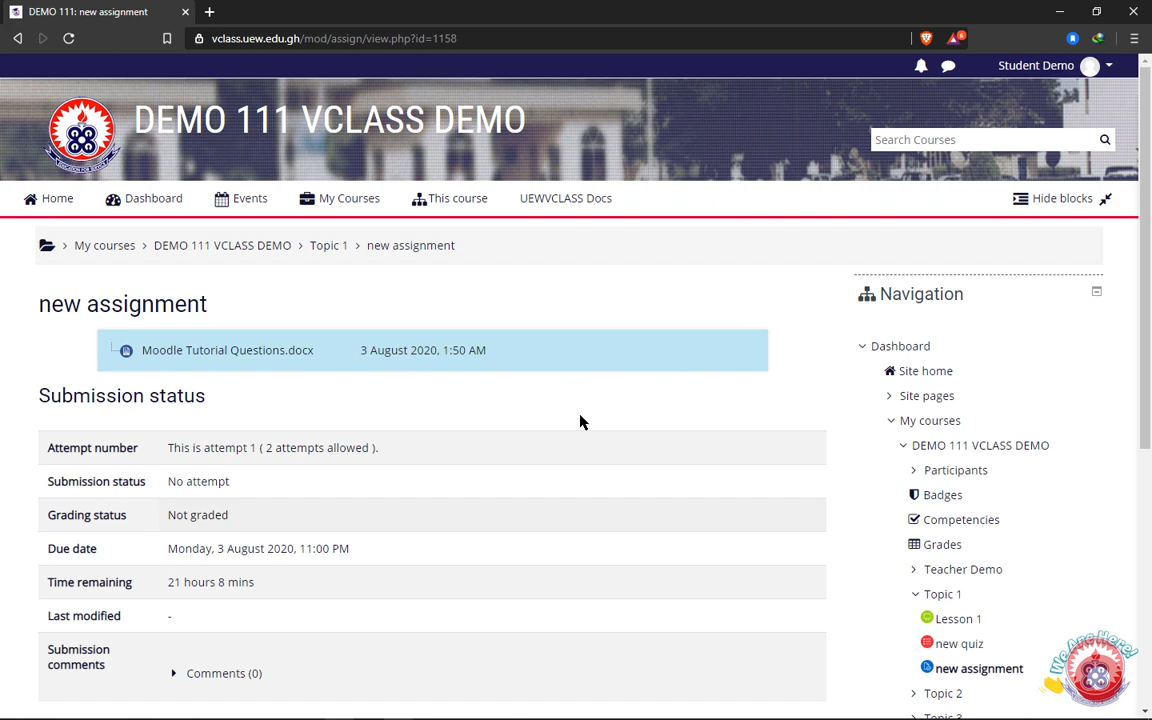 DEMO 111: new assignment
vclass.uew.edu.gh/mod/assign/view.php?id=1158
Student Demo
DEMO 111 VCLASS DEMO
Search Courses
Home Dashboard Events My Courses This course UEWVCLASS Docs Hide blocks
My courses > DEMO 111 VCLASS DEMO > Topic 1 > new assignment
new assignment
Moodle Tutorial Questions.docx 3 August 2020, 1:50 AM
Submission status
Attempt number This is attempt 1 ( 2 attempts allowed ).
Submission status No attempt
Grading status Not graded
Due date Monday, 3 August 2020, 11:00 PM
Time remaining 21 hours 8 mins
Last modified -
Submission
comments
Comments (0)
Navigation
Dashboard
Site home
Site pages
My courses
DEMO 111 VCLASS DEMO
Participants
Badges
Competencies
Grades
Teacher Demo
Topic 1
Lesson 1
new quiz
new assignment
Topic 2
Topic 3
We Are Here!